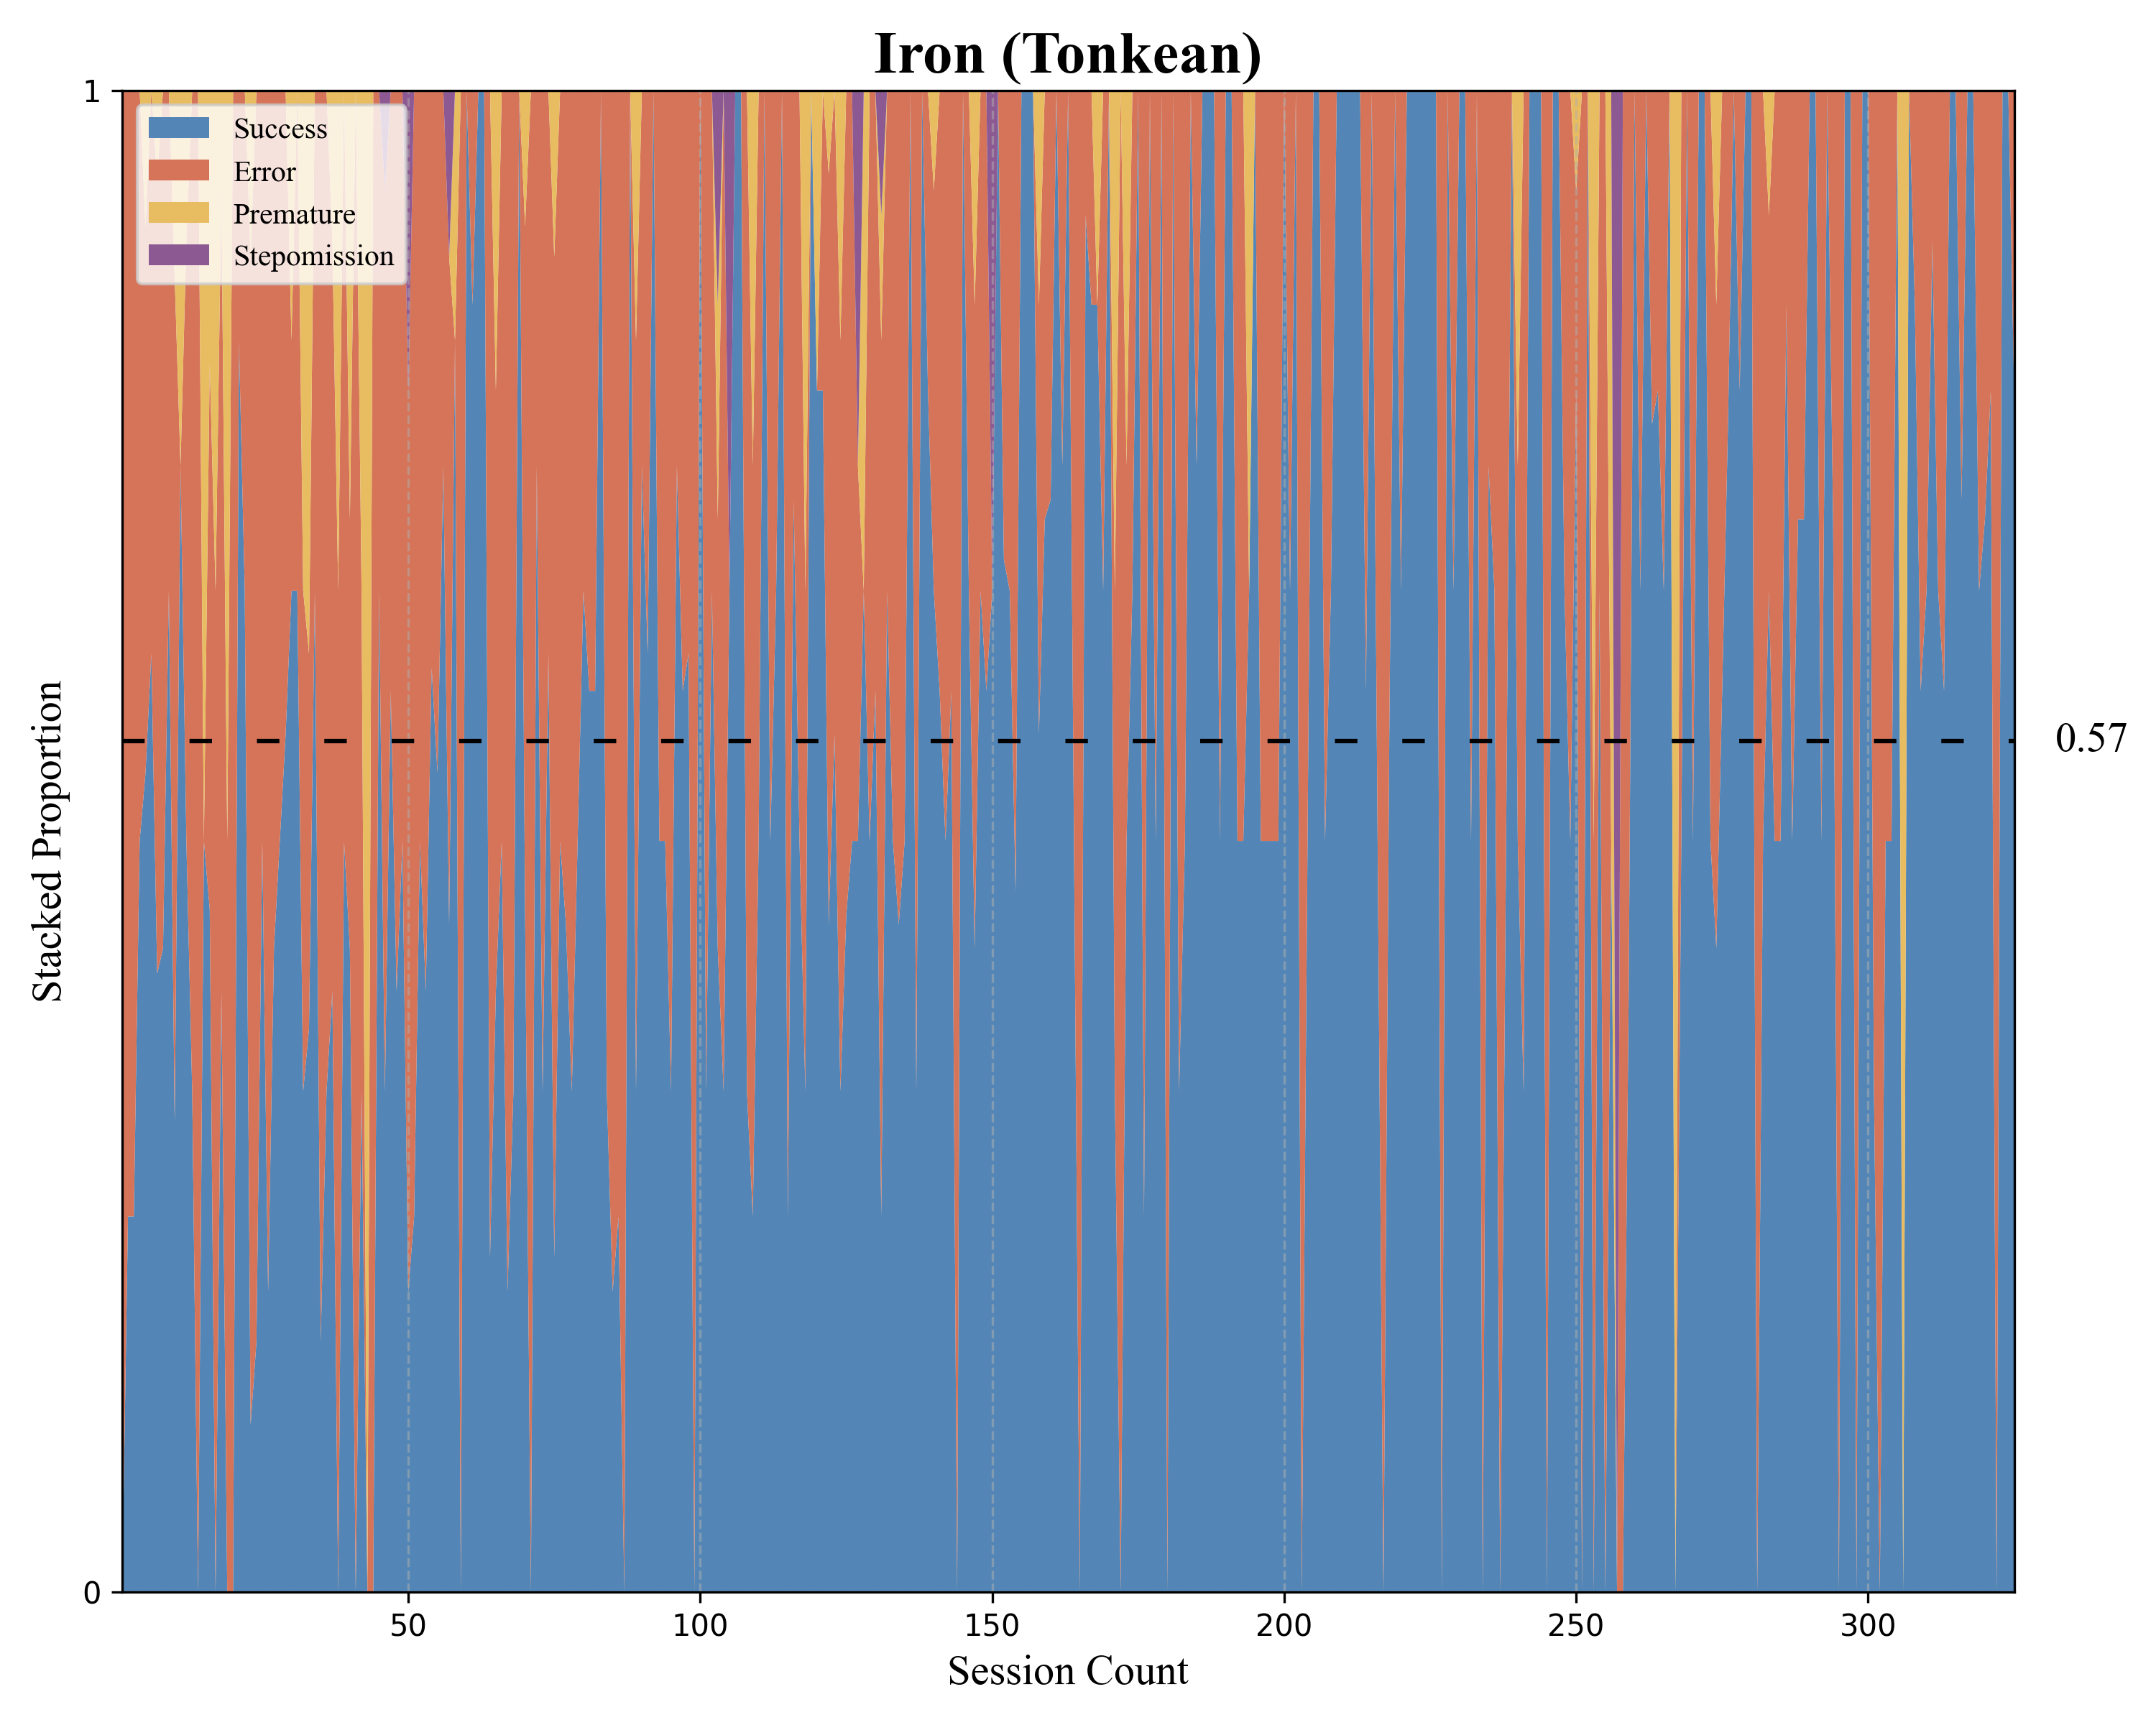 Iron (Tonkean)
1
Success
Error
Premature
Stepomission
Stacked Proportion
0.57
0
50 100 150 200 250 300
Session Count